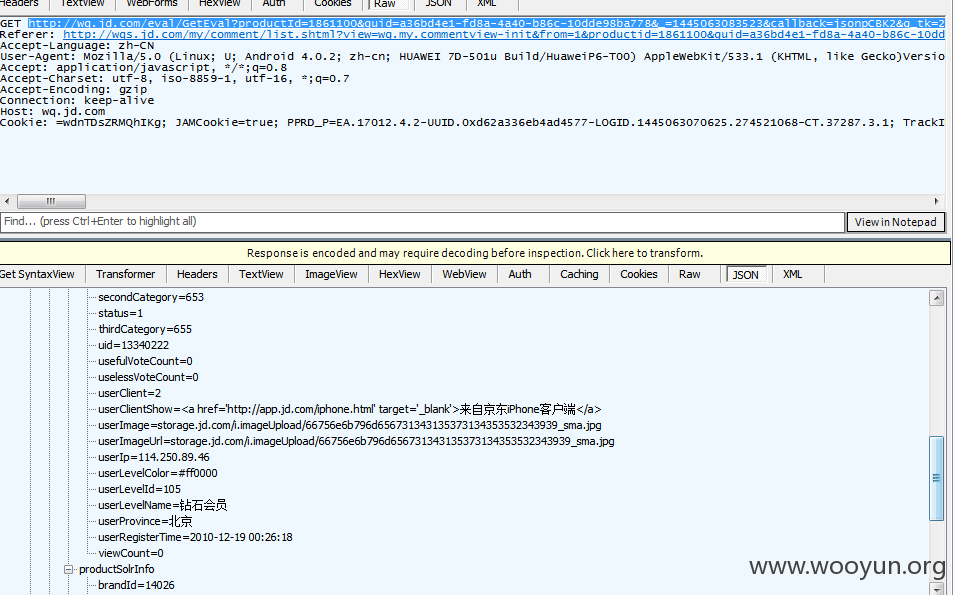 Headers TextView WebForms HexView Auth Cookies Raw JSON XML
GET http://wq.jd.com/eval/GetEval?productId=1861100&guid=a36bd4e1-fd8a-4a40-b86c-10dde98ba778&_=1445063083523&callback=jsonpCBK2&g_tk=2
Referer: http://wqs.jd.com/my/comment/list.shtml?view=wq.my.commentview-init&from=1&productid=1861100&guid=a36bd4e1-fd8a-4a40-b86c-10dd
Accept-Language: zh-CN
User-Agent: Mozilla/5.0 (Linux; U; Android 4.0.2; zh-cn; HUAWEI 7D-501u Build/HuaweiP6-T00) AppleWebKit/533.1 (KHTML, like Gecko)Versio
Accept: application/javascript, */*;q=0.8
Accept-Charset: utf-8, iso-8859-1, utf-16, *;q=0.7
Accept-Encoding: gzip
Connection: keep-alive
Host: wq.jd.com
Cookie: =wdnTDsZRMQhIKg; JAMCookie=true; PPRD_P=EA.17012.4.2-UUID.0xd62a336eb4ad4577-LOGID.1445063070625.274521068-CT.37287.3.1; TrackI
Find... (press Ctrl+Enter to highlight all) View in Notepad
Response is encoded and may require decoding before inspection. Click here to transform.
Get SyntaxView Transformer Headers TextView ImageView HexView WebView Auth Caching Cookies Raw JSON XML
secondCategory=653
status=1
thirdCategory=655
uid=13340222
usefulVoteCount=0
uselessVoteCount=0
userClient=2
userClientShow=<a href='http://app.jd.com/iphone.html' target='_blank'>来自京东iPhone客户端</a>
userImage=storage.jd.com/i.imageUpload/66756e6b796d65673134313537313434353532343939_sma.jpg
userImageUrl=storage.jd.com/i.imageUpload/66756e6b796d65673134313537313434353532343939_sma.jpg
userIp=114.250.89.46
userLevelColor=#ff0000
userLevelId=105
userLevelName=钻石会员
userProvince=北京
userRegisterTime=2010-12-19 00:26:18
viewCount=0
productSolrInfo
brandId=14026
www.wooyun.org